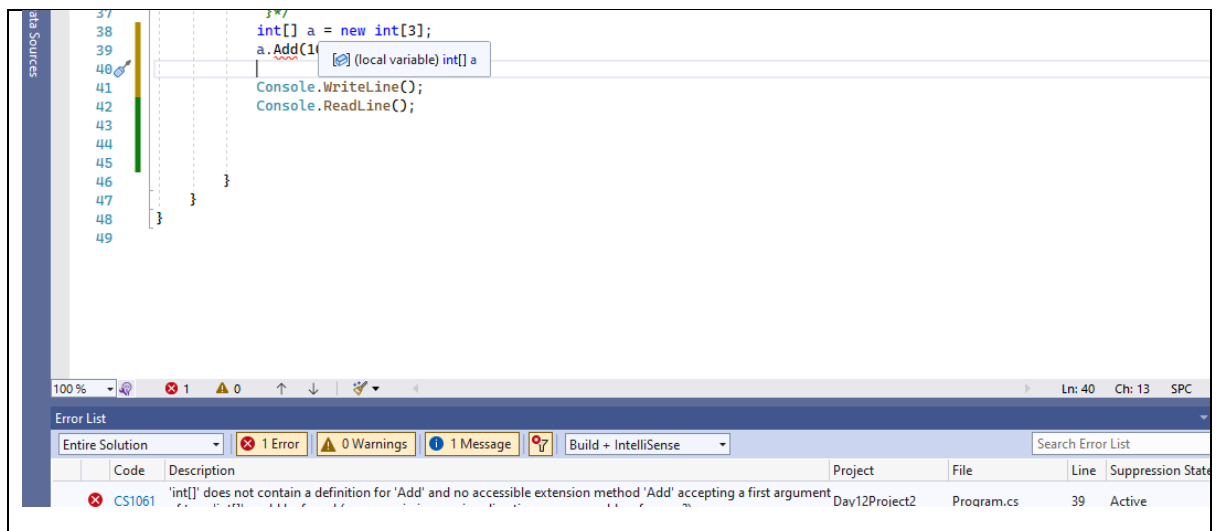 ata Sources
37 }*/
38 int[] a = new int[3];
39 a.Add(10
(local variable) int[] a
40
41 Console.WriteLine();
42 Console.ReadLine();
43
44
45
46 }
47 }
48 }
49
100 % 1 0 Ln: 40 Ch: 13 SPC
Error List
Entire Solution 1 Error 0 Warnings 1 Message Build + IntelliSense Search Error List
Code Description Project File Line Suppression State
CS1061 'int[]' does not contain a definition for 'Add' and no accessible extension method 'Add' accepting a first argument Day12Project2 Program.cs 39 Active